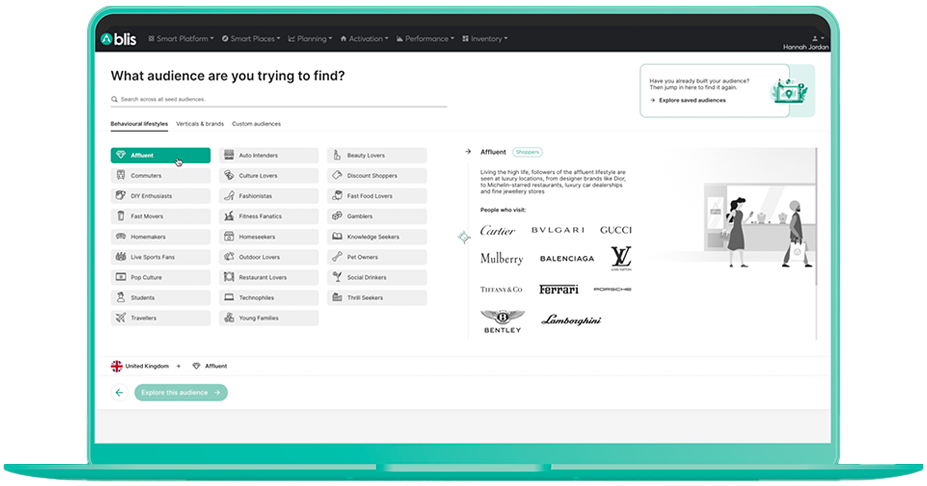 blis
Smart Platform
Smart Places
Planning
Activation
Performance
Inventory
Hannah Jordan
What audience are you trying to find?
Search across all seed audiences.
Have you already built your audience?
Then jump in here to find it again.
Explore saved audiences
Behavioural lifestyles
Verticals & brands
Custom audiences
Affluent
Auto Intenders
Beauty Lovers
Commuters
Culture Lovers
Discount Shoppers
DIY Enthusiasts
Fashionistas
Fast Food Lovers
Fast Movers
Fitness Fanatics
Gamblers
Homemakers
Homeseekers
Knowledge Seekers
Live Sports Fans
Outdoor Lovers
Pet Owners
Pop Culture
Restaurant Lovers
Social Drinkers
Students
Technophiles
Thrill Seekers
Travellers
Young Families
Affluent
Shoppers
Living the high life, followers of the affluent lifestyle are
seen at luxury locations, from designer brands like Dior,
to Michelin-starred restaurants, luxury car dealerships
and fine jewellery stores
People who visit:
Cartier
BVLGARI
GUCCI
Mulberry
BALENCIAGA
LV
LOUIS VUITTON
TIFFANY & CO
Ferrari
PORSCHE
B
BENTLEY
Lamborghini
United Kingdom + Affluent
Explore this audience